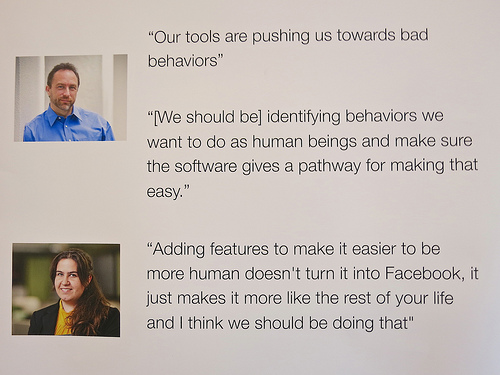 “Our tools are pushing us towards bad
behaviors”
“[We should be] identifying behaviors we
want to do as human beings and make sure
the software gives a pathway for making that
easy.”
“Adding features to make it easier to be
more human doesn't turn it into Facebook, it
just makes it more like the rest of your life
and I think we should be doing that"